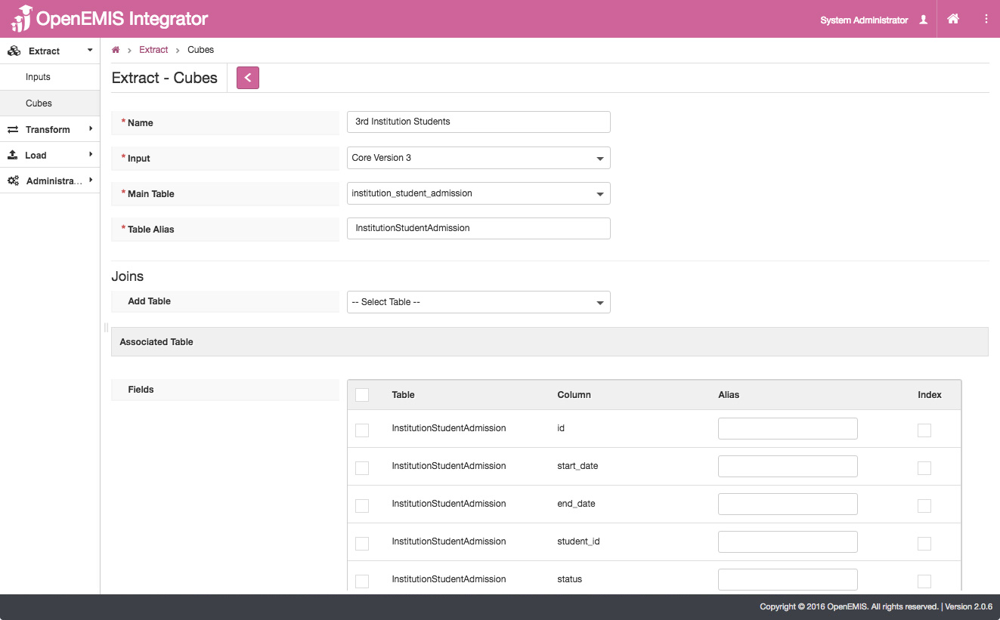 OpenEMIS Integrator
System Administrator
Extract
Inputs
Cubes
Transform
Load
Administra...
> Extract > Cubes
Extract - Cubes
* Name
3rd Institution Students
* Input
Core Version 3
* Main Table
institution_student_admission
* Table Alias
InstitutionStudentAdmission
Joins
Add Table
-- Select Table --
Associated Table
Fields
Table Column Alias Index
InstitutionStudentAdmission id
InstitutionStudentAdmission start_date
InstitutionStudentAdmission end_date
InstitutionStudentAdmission student_id
InstitutionStudentAdmission status
Copyright © 2016 OpenEMIS. All rights reserved. | Version 2.0.6